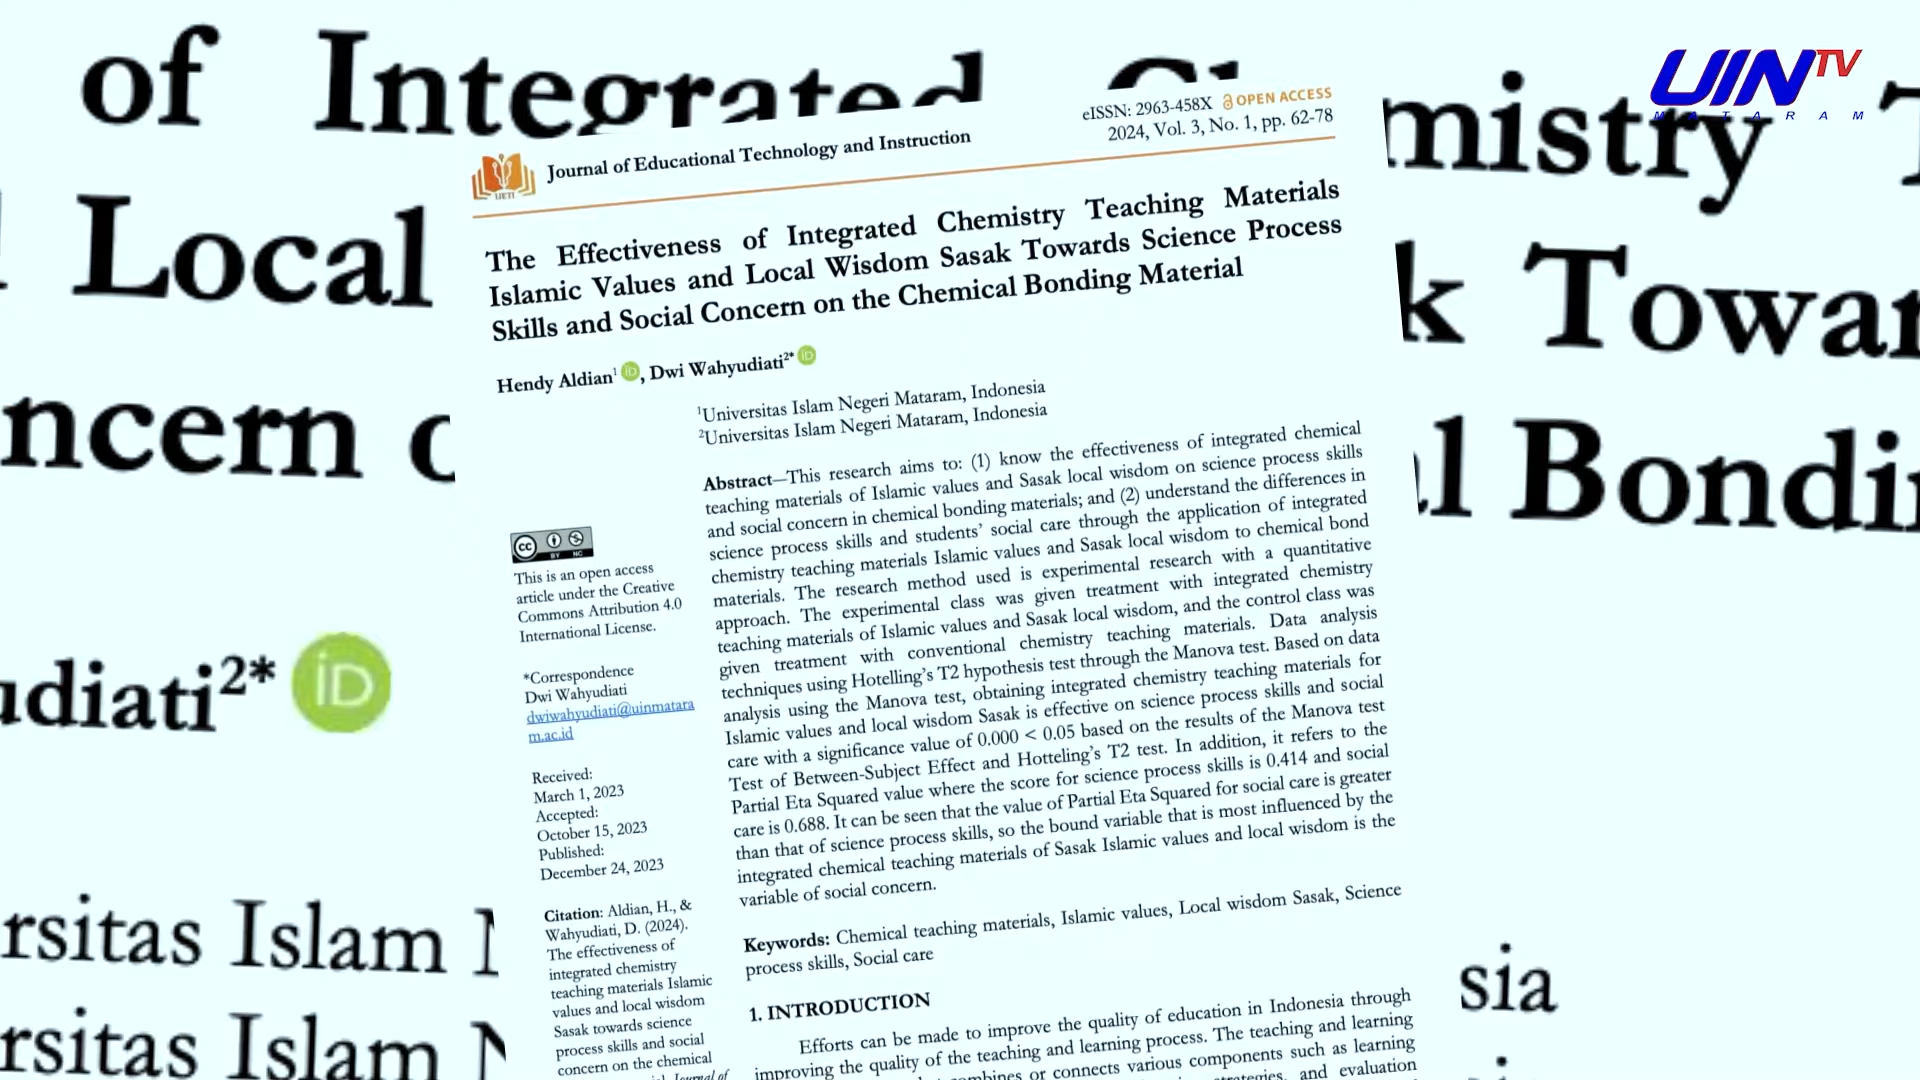 of Integrated
mistry
Local
k Towar
ncern
l Bondi
udiati²* iD
rsitas Islam N
rsitas Islam N
sia
UIN TV
MATARAM
eISSN: 2963-458X OPEN ACCESS
2024, Vol. 3, No. 1, pp. 62-78
Journal of Educational Technology and Instruction
The Effectiveness of Integrated Chemistry Teaching Materials
Islamic Values and Local Wisdom Sasak Towards Science Process
Skills and Social Concern on the Chemical Bonding Material
Hendy Aldian¹ iD, Dwi Wahyudiati²* iD
¹Universitas Islam Negeri Mataram, Indonesia
²Universitas Islam Negeri Mataram, Indonesia
Abstract—This research aims to: (1) know the effectiveness of integrated chemical
teaching materials of Islamic values and Sasak local wisdom on science process skills
and social concern in chemical bonding materials; and (2) understand the differences in
science process skills and students' social care through the application of integrated
chemistry teaching materials Islamic values and Sasak local wisdom to chemical bond
materials. The research method used is experimental research with a quantitative
approach. The experimental class was given treatment with integrated chemistry
teaching materials of Islamic values and Sasak local wisdom, and the control class was
given treatment with conventional chemistry teaching materials. Data analysis
techniques using Hotelling's T2 hypothesis test through the Manova test. Based on data
analysis using the Manova test, obtaining integrated chemistry teaching materials for
Islamic values and local wisdom Sasak is effective on science process skills and social
care with a significance value of 0.000 < 0.05 based on the results of the Manova test
Test of Between-Subject Effect and Hotteling's T2 test. In addition, it refers to the
Partial Eta Squared value where the score for science process skills is 0.414 and social
care is 0.688. It can be seen that the value of Partial Eta Squared for social care is greater
than that of science process skills, so the bound variable that is most influenced by the
integrated chemical teaching materials of Sasak Islamic values and local wisdom is the
variable of social concern.
Keywords: Chemical teaching materials, Islamic values, Local wisdom Sasak, Science
process skills, Social care
cc BY NC
This is an open access
article under the Creative
Commons Attribution 4.0
International License.
*Correspondence
Dwi Wahyudiati
dwiwahyudiati@uinmatara
m.ac.id
Received:
March 1, 2023
Accepted:
October 15, 2023
Published:
December 24, 2023
Citation: Aldian, H., &
Wahyudiati, D. (2024).
The effectiveness of
integrated chemistry
teaching materials Islamic
values and local wisdom
Sasak towards science
process skills and social
concern on the chemical
Journal of
1. INTRODUCTION
Efforts can be made to improve the quality of education in Indonesia through
improving the quality of the teaching and learning process. The teaching and learning
combines or connects various components such as learning
strategies, and evaluation